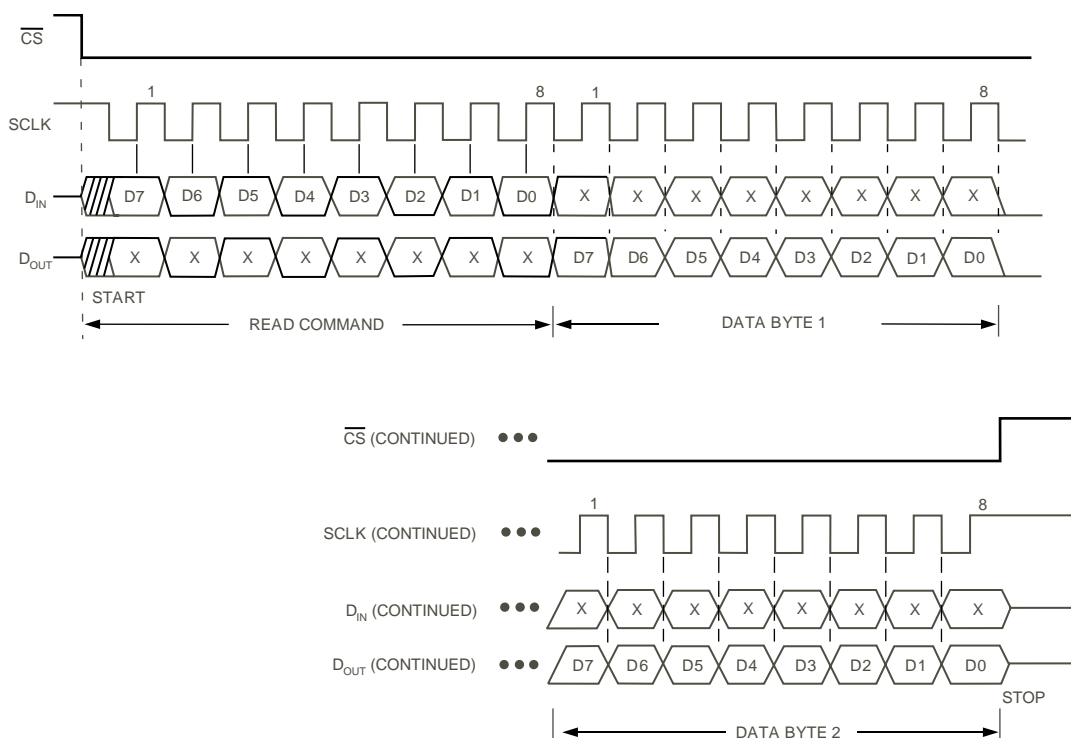 CS
1 8 1 8
SCLK
DIN D7 D6 D5 D4 D3 D2 D1 D0 X X X X X X X X
DOUT X X X X X X X X D7 D6 D5 D4 D3 D2 D1 D0
START
READ COMMAND DATA BYTE 1
CS (CONTINUED)
1 8
SCLK (CONTINUED)
DIN (CONTINUED) X X X X X X X X
DOUT (CONTINUED) D7 D6 D5 D4 D3 D2 D1 D0
STOP
DATA BYTE 2